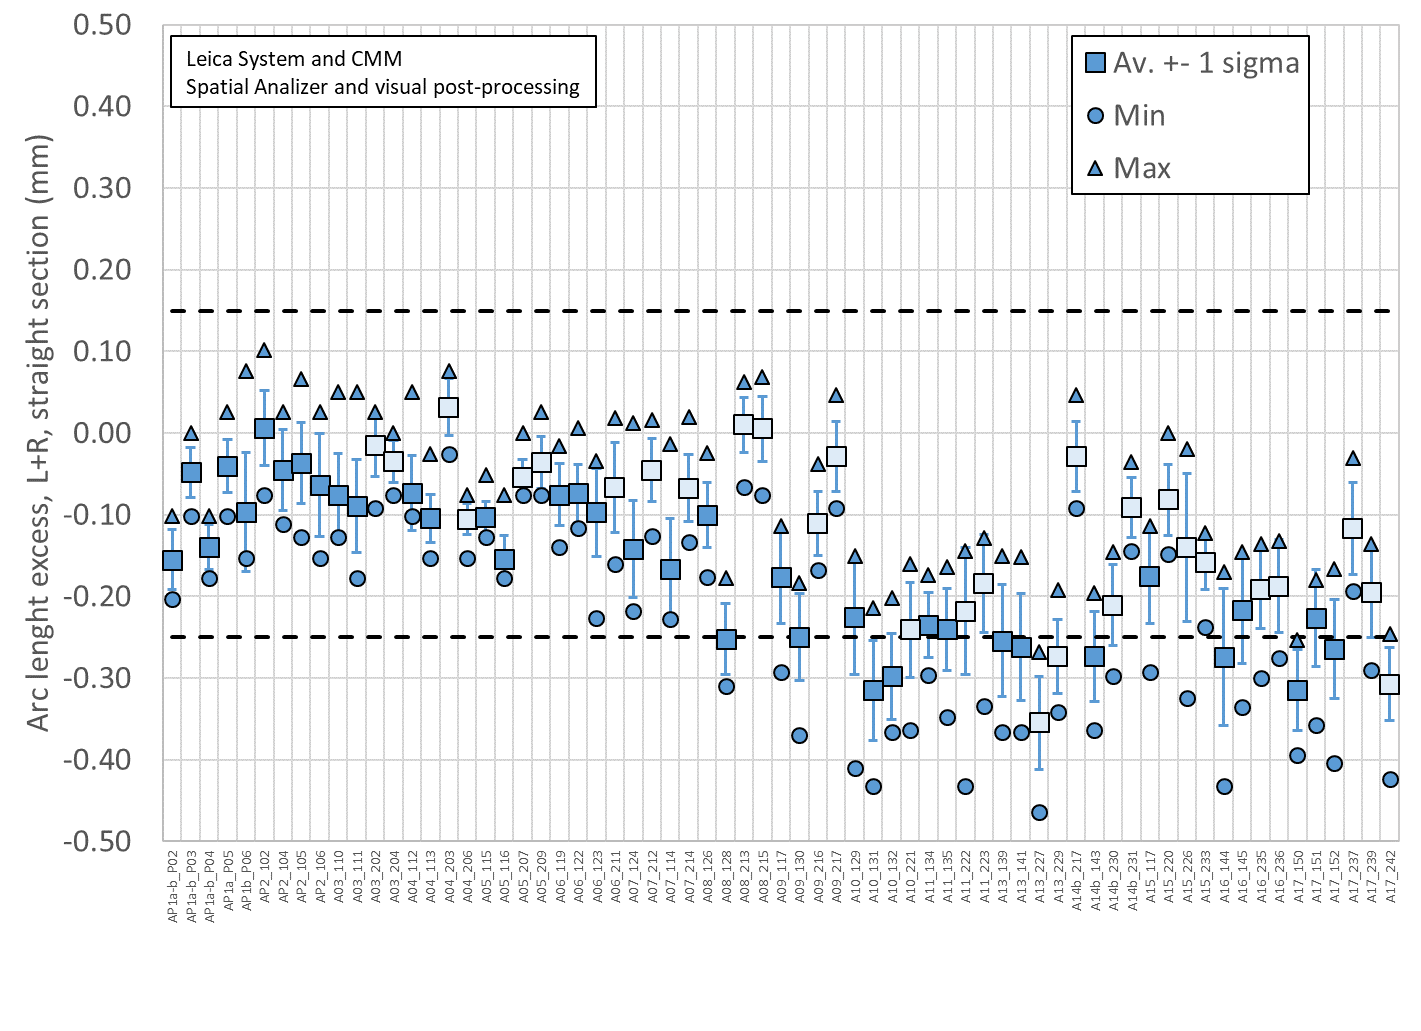 0.50
0.40
0.30
0.20
0.10
0.00
-0.10
-0.20
-0.30
-0.40
-0.50
Arc lenght excess, L+R, straight section (mm)
Leica System and CMM
Spatial Analizer and visual post-processing
Av. +- 1 sigma
Min
Max
AP1a-b_P02
AP1a-b_P03
AP1a-b_P04
AP1a_P05
AP1b_P06
AP2_102
AP2_104
AP2_105
AP2_106
A03_110
A03_111
A03_202
A03_204
A04_112
A04_113
A04_203
A04_206
A05_115
A05_116
A05_207
A05_209
A06_119
A06_122
A06_123
A06_211
A07_124
A07_212
A07_114
A07_214
A08_126
A08_128
A08_213
A08_215
A09_117
A09_130
A09_216
A09_217
A10_129
A10_131
A10_132
A10_221
A11_134
A11_135
A11_222
A11_223
A13_139
A13_141
A13_227
A13_229
A14b_217
A14b_143
A14b_230
A14b_231
A15_117
A15_220
A15_226
A15_233
A16_144
A16_145
A16_235
A16_236
A17_150
A17_151
A17_152
A17_237
A17_239
A17_242